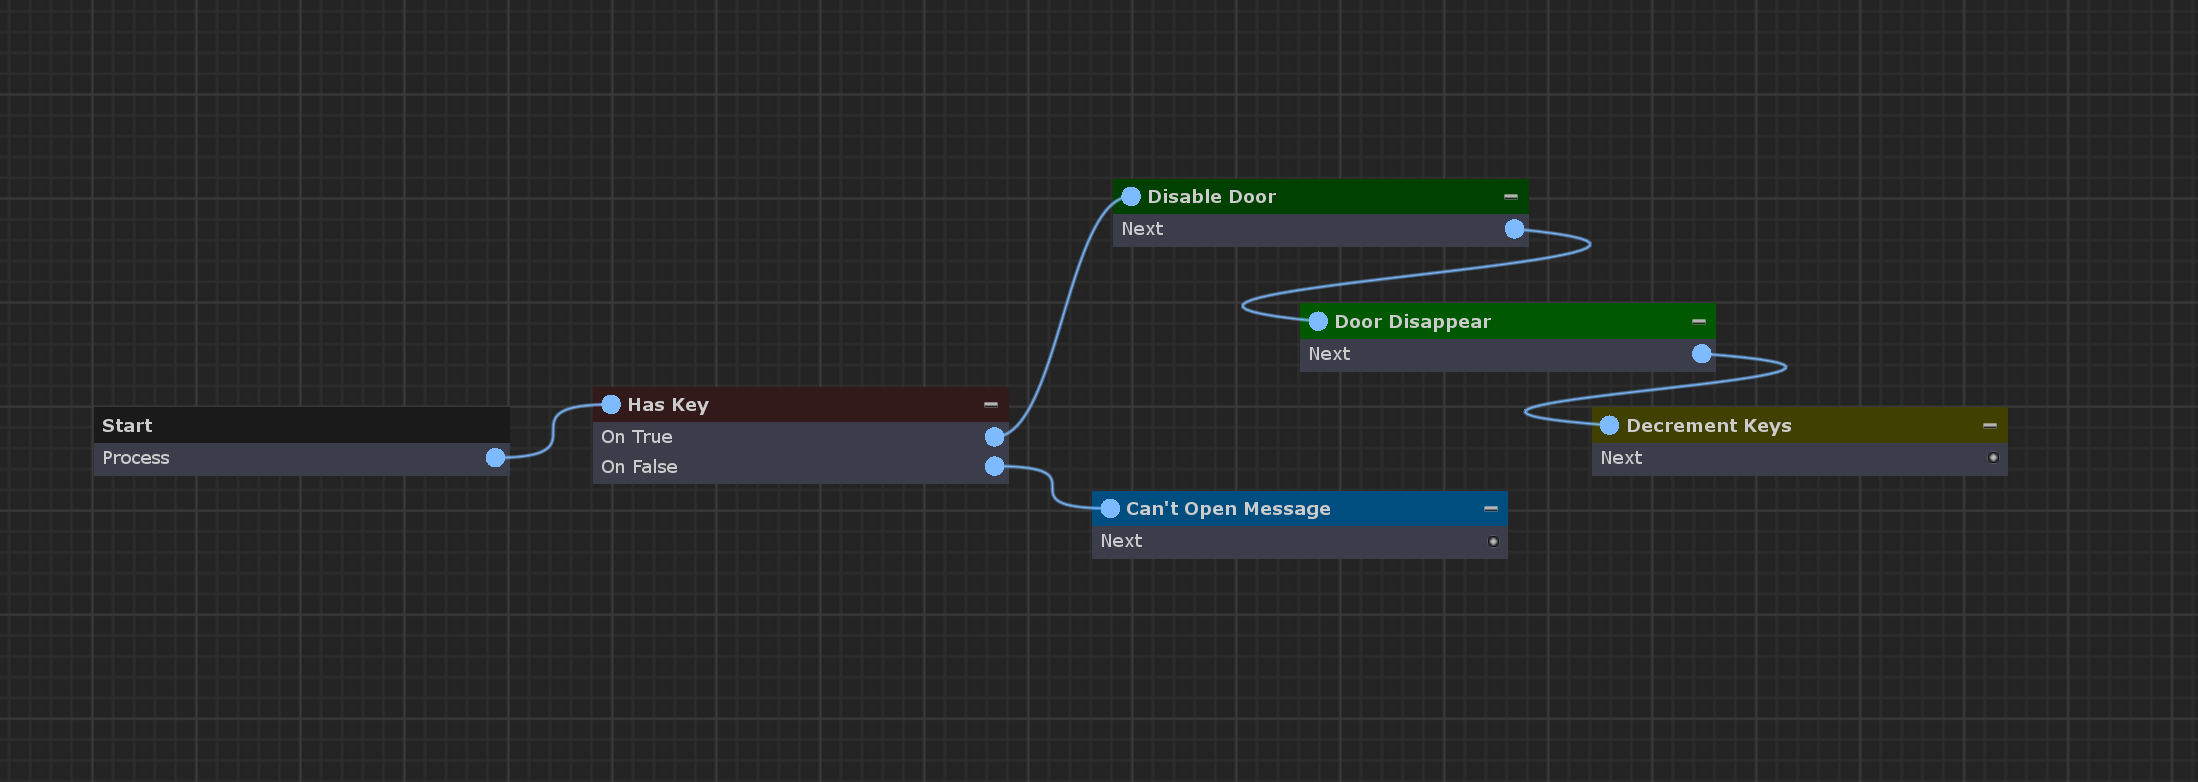 Start
Process
Has Key
On True
On False
Disable Door
Next
Door Disappear
Next
Decrement Keys
Next
Can't Open Message
Next